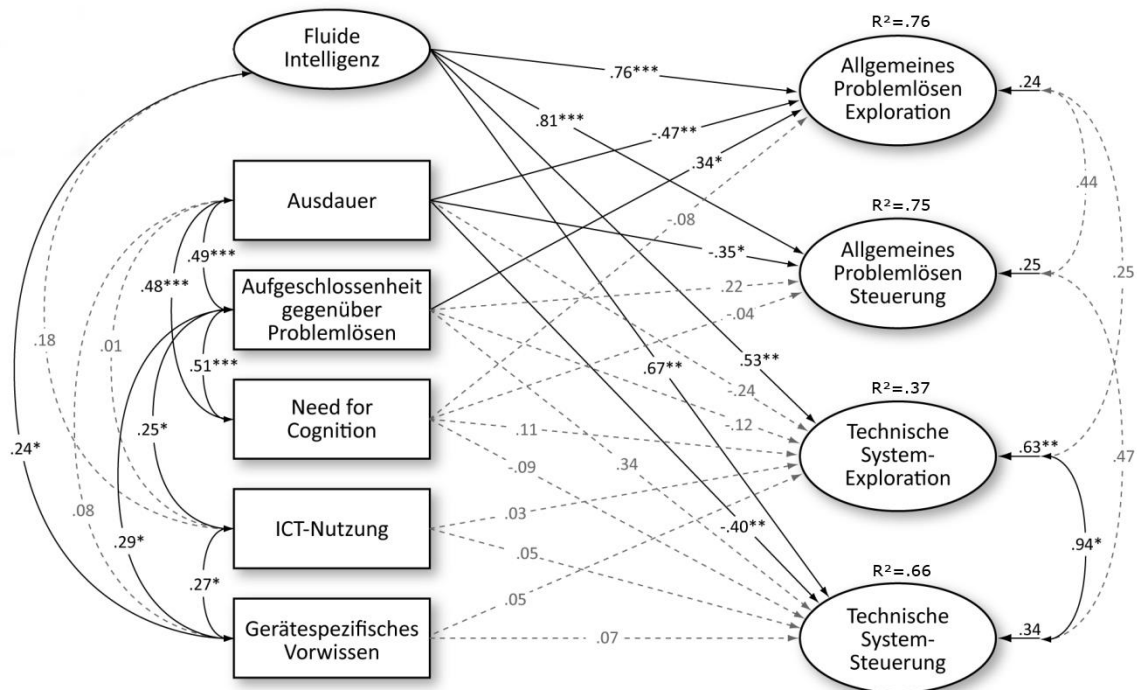 Fluide
Intelligenz
Ausdauer
Aufgeschlossenheit
gegenüber
Problemlösen
Need for
Cognition
ICT-Nutzung
Gerätespezifisches
Vorwissen
R²=.76
Allgemeines
Problemlösen
Exploration
R²=.75
Allgemeines
Problemlösen
Steuerung
R²=.37
Technische
System-
Exploration
R²=.66
Technische
System-
Steuerung
.76***
.81***
-.47**
.34*
-.08
-.35*
.22
-.04
.53**
.67**
-.24
-.12
.11
.34
-.09
.03
-.40**
.05
.05
.07
.49***
.48***
.51***
.18
.01
.25*
.24*
.08
.29*
.27*
.24
.44
.25
.25
.63**
.47
.94*
.34